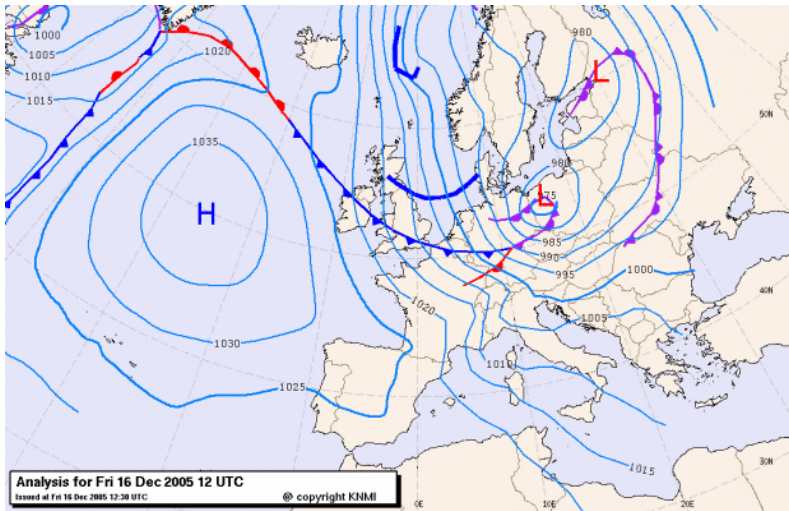 1000
1005
1010
1015
1020
980
L
50N
1035
980
H
L
975
985
990
995
1000
40N
1020
1005
1030
1010
1025
1015
30N
Analysis for Fri 16 Dec 2005 12 UTC
Issued at Fri 16 Dec 2005 12:30 UTC @ copyright KNMI
0E 10E 20E